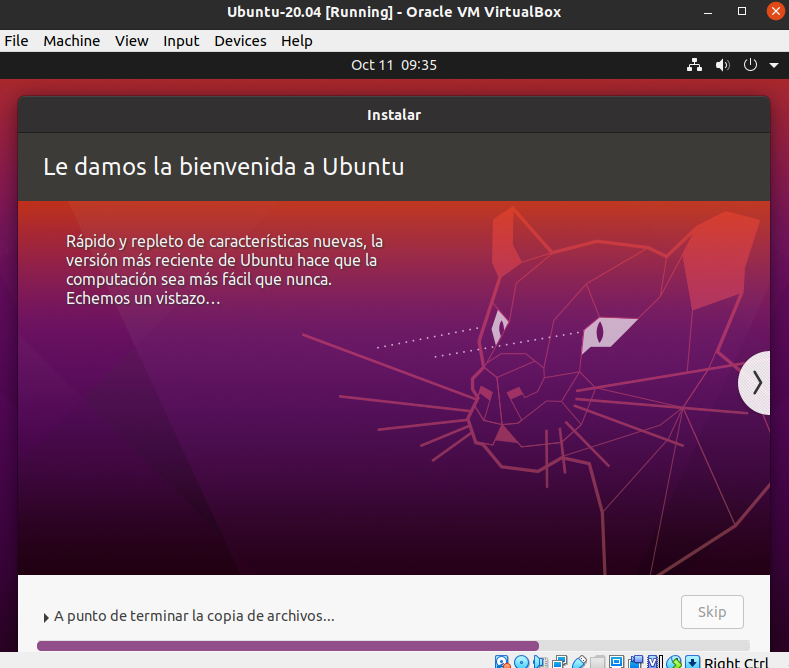 Ubuntu-20.04 [Running] - Oracle VM VirtualBox
File Machine View Input Devices Help
Oct 11 09:35
Instalar
Le damos la bienvenida a Ubuntu
Rápido y repleto de características nuevas, la
versión más reciente de Ubuntu hace que la
computación sea más fácil que nunca.
Echemos un vistazo…
A punto de terminar la copia de archivos...
Skip
Right Ctrl